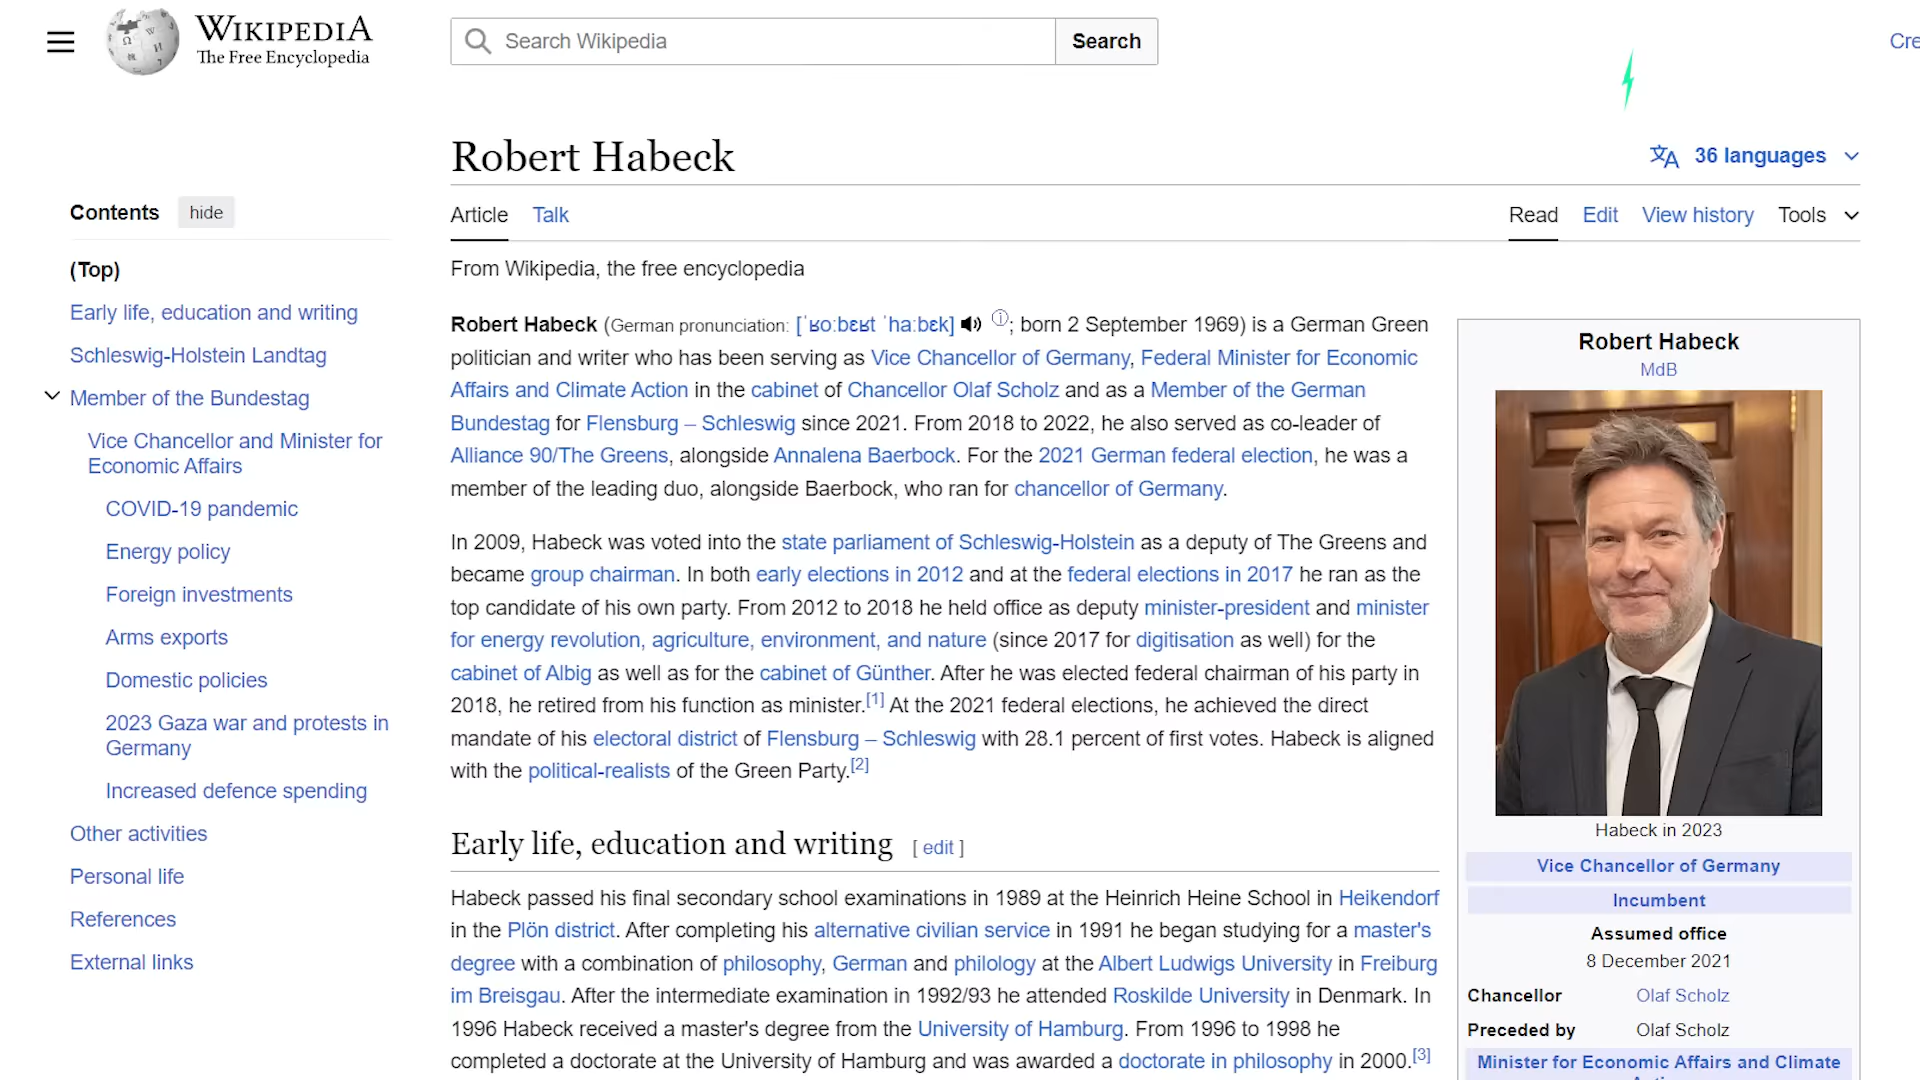 WIKIPEDIA
The Free Encyclopedia
Search Wikipedia
Search
Cre
Robert Habeck
36 languages
Contents
hide
Article
Talk
Read
Edit
View history
Tools
(Top)
Early life, education and writing
Schleswig-Holstein Landtag
Member of the Bundestag
Vice Chancellor and Minister for
Economic Affairs
COVID-19 pandemic
Energy policy
Foreign investments
Arms exports
Domestic policies
2023 Gaza war and protests in
Germany
Increased defence spending
Other activities
Personal life
References
External links
From Wikipedia, the free encyclopedia
Robert Habeck (German pronunciation: [ˈʁoːbɛʁt ˈhaːbɛk] ⓘ; born 2 September 1969) is a German Green
politician and writer who has been serving as Vice Chancellor of Germany, Federal Minister for Economic
Affairs and Climate Action in the cabinet of Chancellor Olaf Scholz and as a Member of the German
Bundestag for Flensburg – Schleswig since 2021. From 2018 to 2022, he also served as co-leader of
Alliance 90/The Greens, alongside Annalena Baerbock. For the 2021 German federal election, he was a
member of the leading duo, alongside Baerbock, who ran for chancellor of Germany.
In 2009, Habeck was voted into the state parliament of Schleswig-Holstein as a deputy of The Greens and
became group chairman. In both early elections in 2012 and at the federal elections in 2017 he ran as the
top candidate of his own party. From 2012 to 2018 he held office as deputy minister-president and minister
for energy revolution, agriculture, environment, and nature (since 2017 for digitisation as well) for the
cabinet of Albig as well as for the cabinet of Günther. After he was elected federal chairman of his party in
2018, he retired from his function as minister.[1] At the 2021 federal elections, he achieved the direct
mandate of his electoral district of Flensburg – Schleswig with 28.1 percent of first votes. Habeck is aligned
with the political-realists of the Green Party.[2]
Early life, education and writing [ edit ]
Habeck passed his final secondary school examinations in 1989 at the Heinrich Heine School in Heikendorf
in the Plön district. After completing his alternative civilian service in 1991 he began studying for a master's
degree with a combination of philosophy, German and philology at the Albert Ludwigs University in Freiburg
im Breisgau. After the intermediate examination in 1992/93 he attended Roskilde University in Denmark. In
1996 Habeck received a master's degree from the University of Hamburg. From 1996 to 1998 he
completed a doctorate at the University of Hamburg and was awarded a doctorate in philosophy in 2000.[3]
Robert Habeck
MdB
Habeck in 2023
Vice Chancellor of Germany
Incumbent
Assumed office
8 December 2021
Chancellor Olaf Scholz
Preceded by Olaf Scholz
Minister for Economic Affairs and Climate